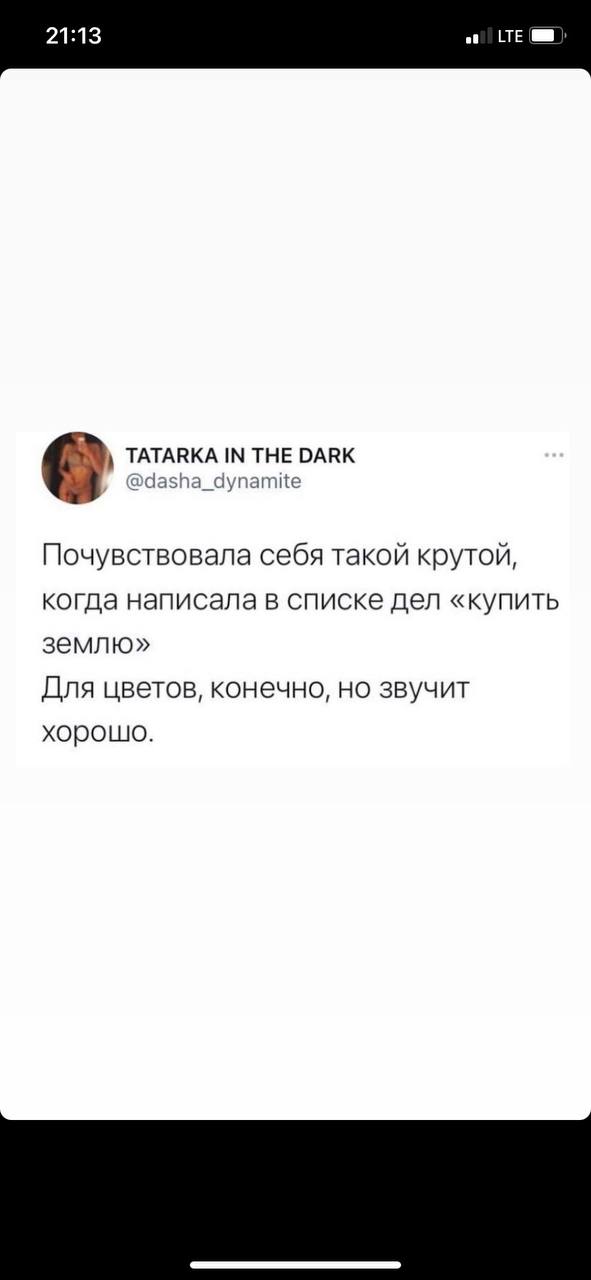 21:13
LTE
TATARKA IN THE DARK
@dasha_dynamite
Почувствовала себя такой крутой,
когда написала в списке дел «купить
землю»
Для цветов, конечно, но звучит
хорошо.